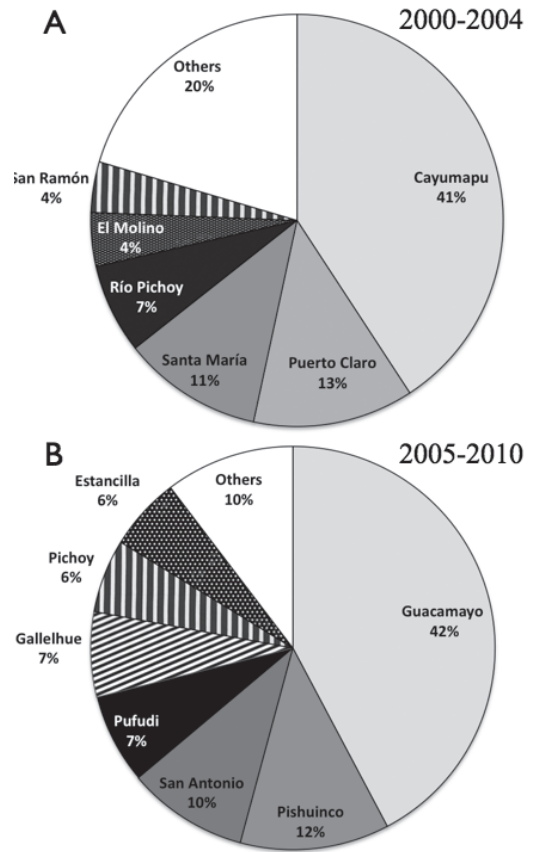 A
2000-2004
Others
20%
Cayumapu
41%
San Ramón
4%
El Molino
4%
Río Pichoy
7%
Santa María
11%
Puerto Claro
13%
B
2005-2010
Estancilla
6%
Others
10%
Pichoy
6%
Guacamayo
42%
Gallelhue
7%
Pufudi
7%
San Antonio
10%
Pishuinco
12%